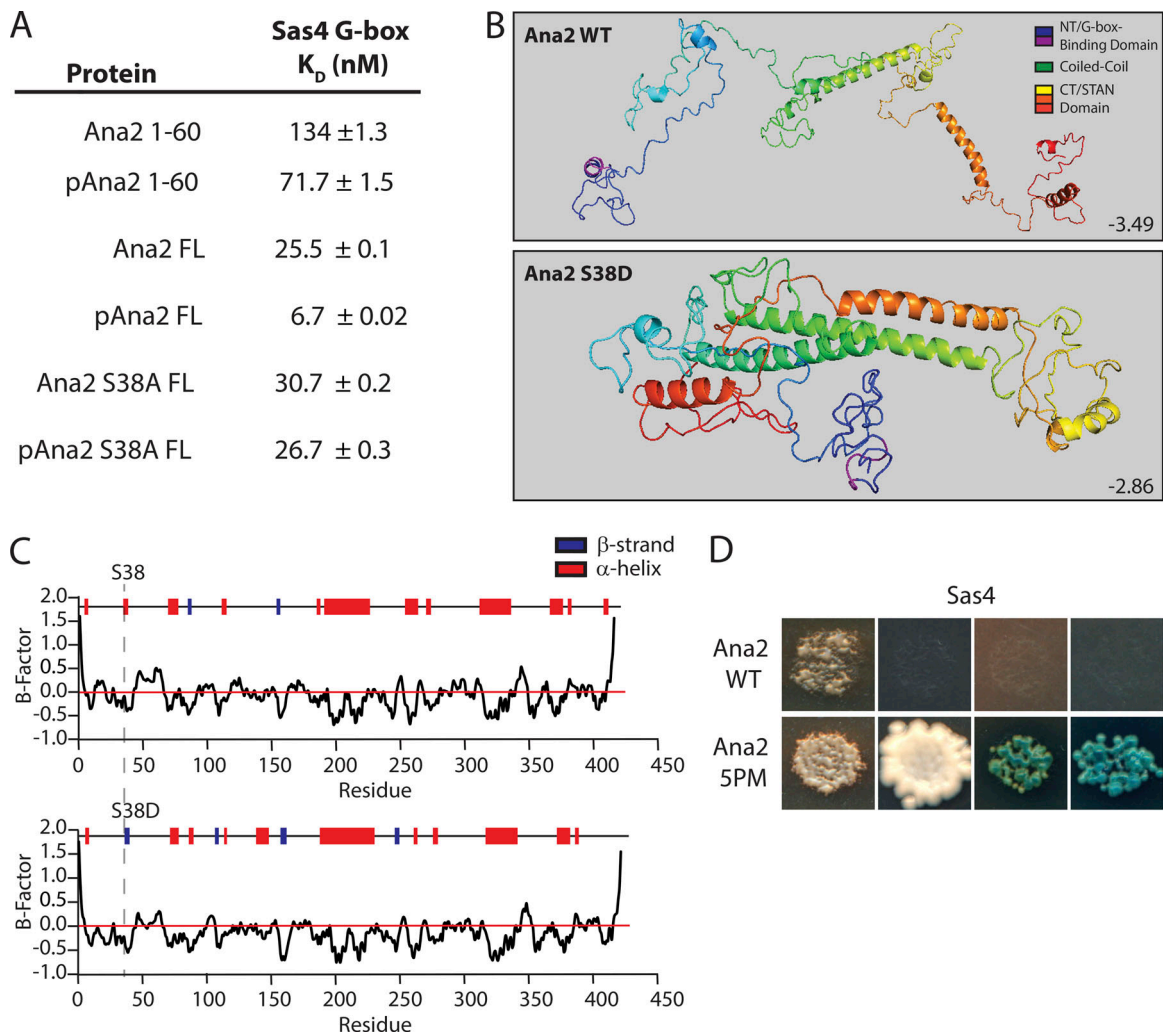 A
Protein
Sas4 G-box
K_D (nM)
Ana2 1-60 134 ±1.3
pAna2 1-60 71.7 ± 1.5
Ana2 FL 25.5 ± 0.1
pAna2 FL 6.7 ± 0.02
Ana2 S38A FL 30.7 ± 0.2
pAna2 S38A FL 26.7 ± 0.3
B
Ana2 WT
NT/G-box-
Binding Domain
Coiled-Coil
CT/STAN
Domain
-3.49
Ana2 S38D
-2.86
C
β-strand
α-helix
S38
2.0
1.5
1.0
0.5
0.0
-0.5
-1.0
B-Factor
0 50 100 150 200 250 300 350 400 450
Residue
S38D
2.0
1.5
1.0
0.5
0.0
-0.5
-1.0
B-Factor
0 50 100 150 200 250 300 350 400 450
Residue
D
Sas4
Ana2
WT
Ana2
5PM